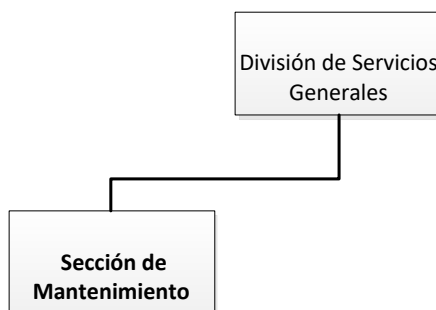 División de Servicios
Generales
Sección de
Mantenimiento